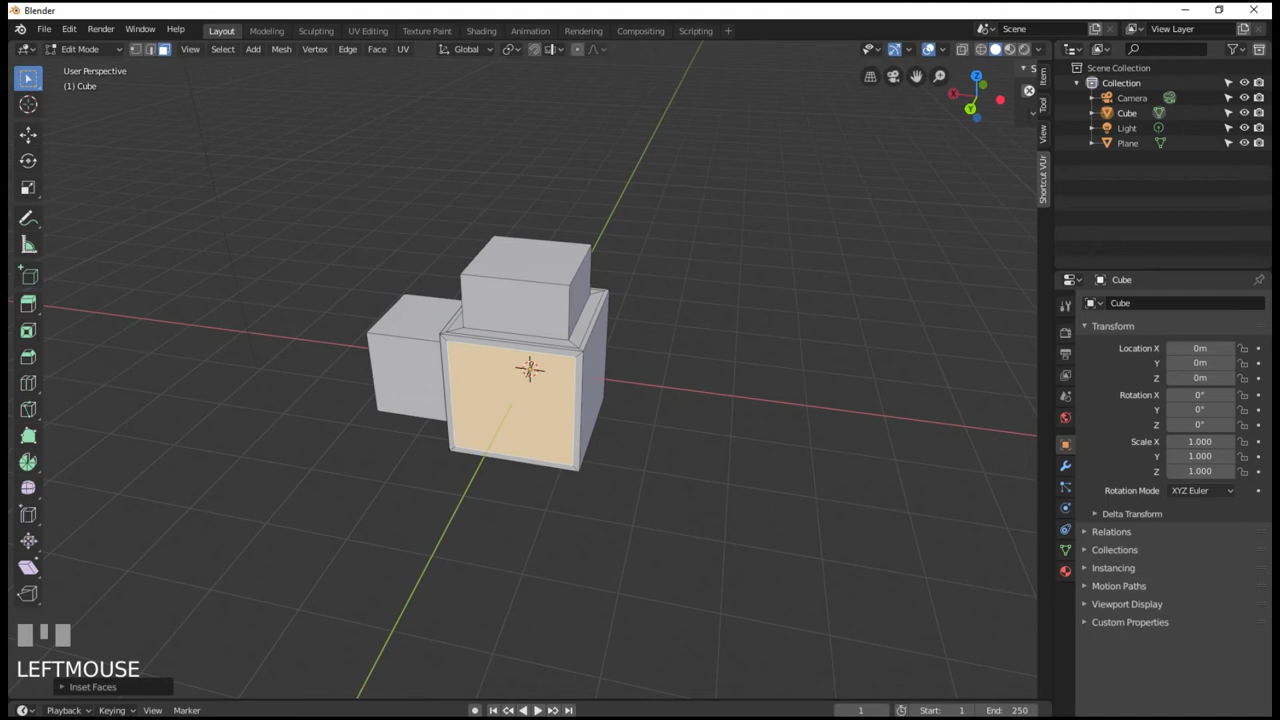 Blender
File Edit Render Window Help Layout Modeling Sculpting UV Editing Texture Paint Shading Animation Rendering Compositing Scripting + Scene View Layer
Edit Mode View Select Add Mesh Vertex Edge Face UV Global
User Perspective
(1) Cube
Item
Tool
View
Shortcut VUr
X
Y
Z
Scene Collection
Collection
Camera
Cube
Light
Plane
Cube
Cube
Transform
Location X 0m
Y 0m
Z 0m
Rotation X 0°
Y 0°
Z 0°
Scale X 1.000
Y 1.000
Z 1.000
Rotation Mode XYZ Euler
Delta Transform
Relations
Collections
Instancing
Motion Paths
Viewport Display
Custom Properties
LEFTMOUSE
Inset Faces
Playback Keying View Marker 1 Start: 1 End: 250